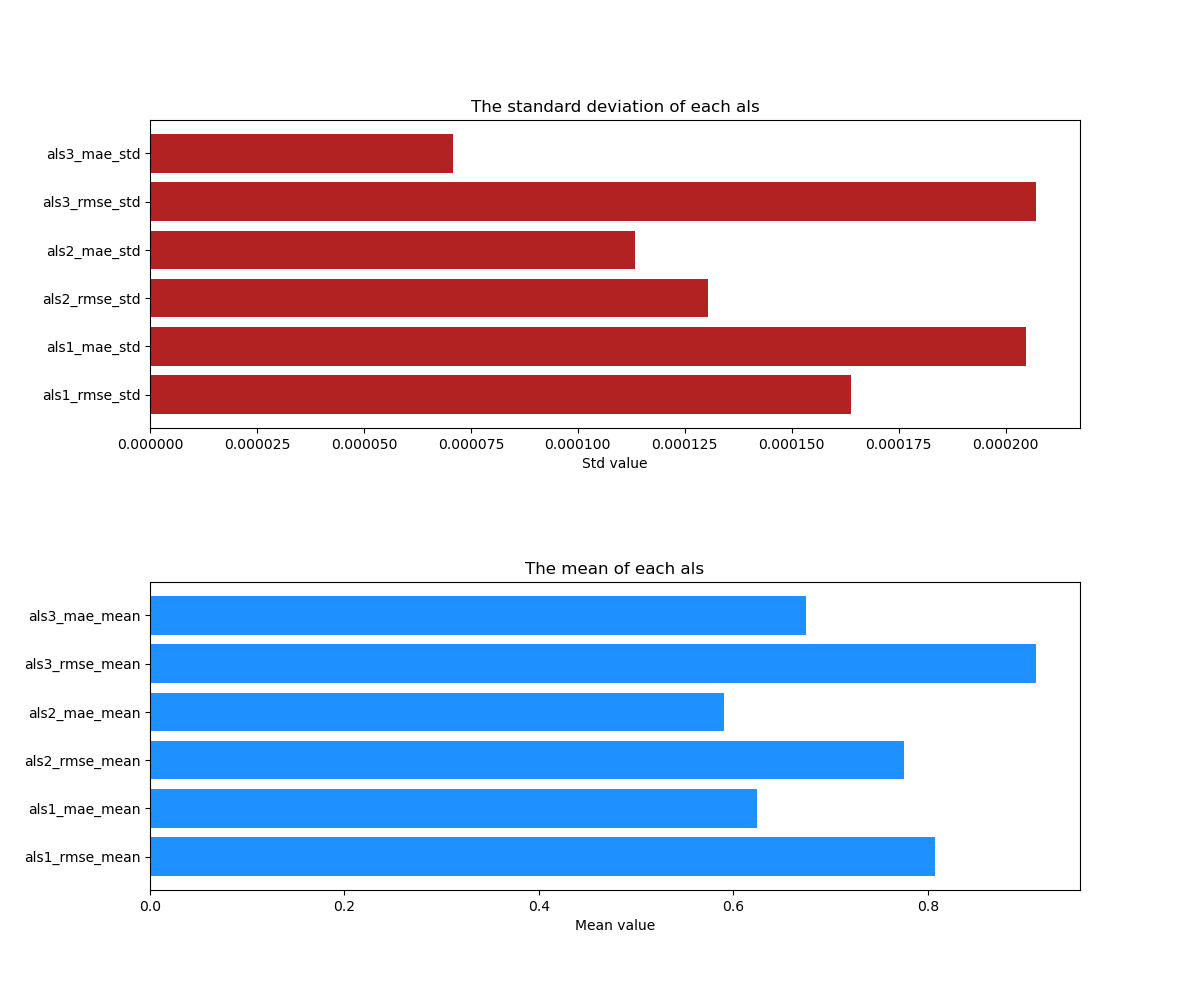 The standard deviation of each als
als3_mae_std
als3_rmse_std
als2_mae_std
als2_rmse_std
als1_mae_std
als1_rmse_std
0.000000 0.000025 0.000050 0.000075 0.000100 0.000125 0.000150 0.000175 0.000200
Std value
The mean of each als
als3_mae_mean
als3_rmse_mean
als2_mae_mean
als2_rmse_mean
als1_mae_mean
als1_rmse_mean
0.0 0.2 0.4 0.6 0.8
Mean value